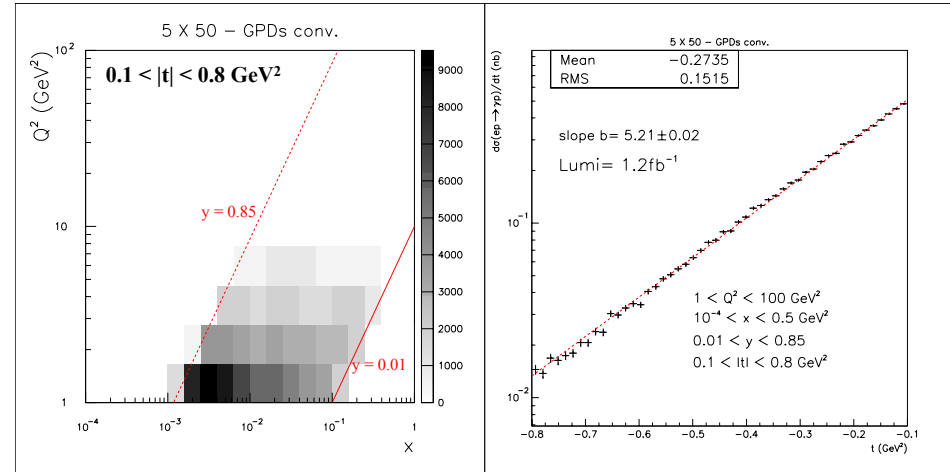 5 X 50 – GPDs conv.
0.1 < |t| < 0.8 GeV²
Q² (GeV²)
10²
10
1
y = 0.85
y = 0.01
10⁻⁴
10⁻³
10⁻²
10⁻¹
1
x
9000
8000
7000
6000
5000
4000
3000
2000
1000
0
5 X 50 – GPDs conv.
Mean −0.2735
RMS 0.1515
dσ(ep→γp)/dt (nb)
slope b= 5.21±0.02
Lumi= 1.2fb⁻¹
10⁻¹
10⁻²
1 < Q² < 100 GeV²
10⁻⁴ < x < 0.5 GeV²
0.01 < y < 0.85
0.1 < |t| < 0.8 GeV²
−0.8 −0.7 −0.6 −0.5 −0.4 −0.3 −0.2 −0.1
t (GeV²)